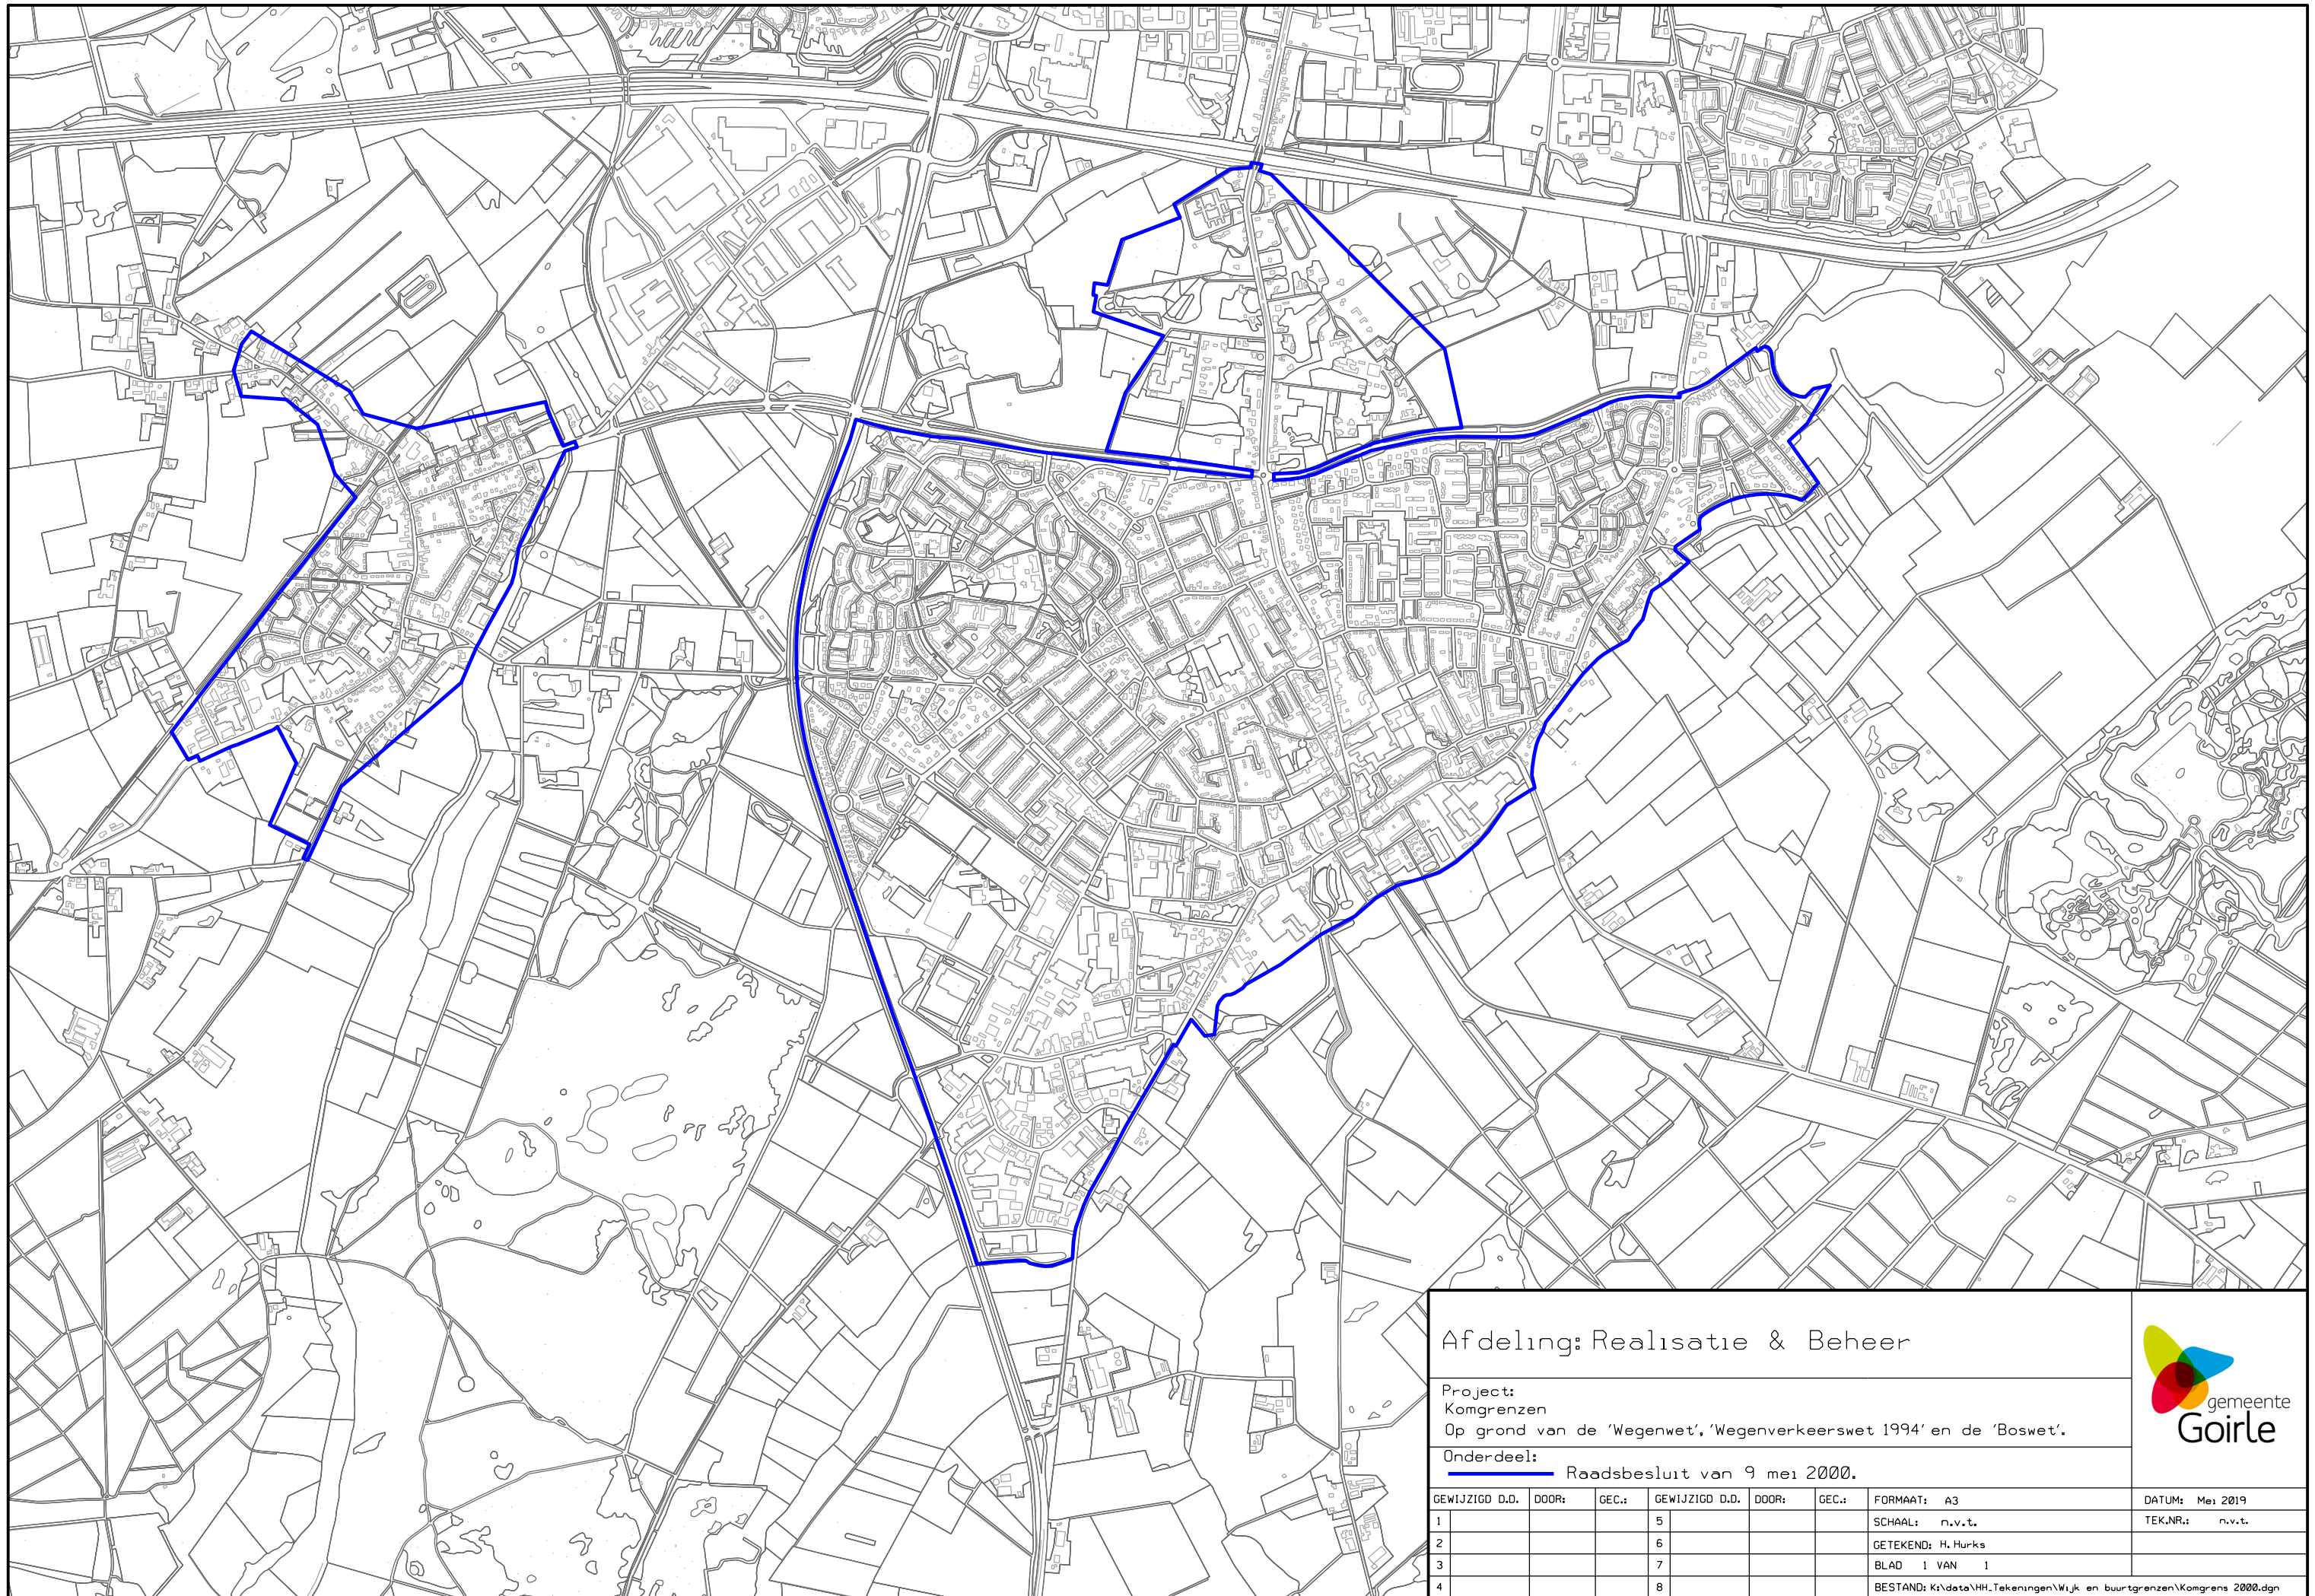 Afdeling: Realisatie & Beheer
Project:
Komgrenzen
Op grond van de 'Wegenwet', 'Wegenverkeerswet 1994' en de 'Boswet'.
Onderdeel:
Raadsbesluit van 9 mei 2000.
gemeente
Goirle
GEWIJZIGD D.D. DOOR: GEC.: GEWIJZIGD D.D. DOOR: GEC.: FORMAAT: A3 DATUM: Mei 2019
1 5 SCHAAL: n.v.t. TEK.NR.: n.v.t.
2 6 GETEKEND: H. Hurks
3 7 BLAD 1 VAN 1
4 8 BESTAND: K:\data\HH_Tekeningen\Wijk en buurtgrenzen\Komgrens 2000.dgn